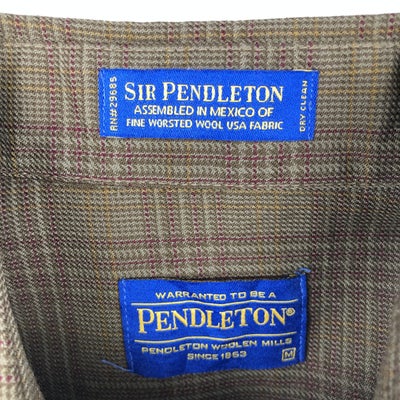 RN#29685
SIR PENDLETON
ASSEMBLED IN MEXICO OF
FINE WORSTED WOOL USA FABRIC
DRY CLEAN
WARRANTED TO BE A
PENDLETON®
PENDLETON WOOLEN MILLS
SINCE 1863
M